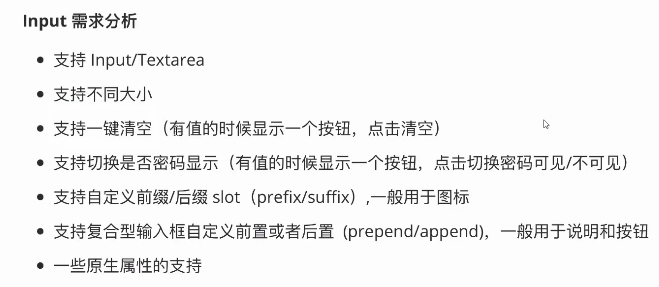 Input 需求分析
支持 Input/Textarea
支持不同大小
支持一键清空（有值的时候显示一个按钮，点击清空）
支持切换是否密码显示（有值的时候显示一个按钮，点击切换密码可见/不可见）
支持自定义前缀/后缀 slot（prefix/suffix）,一般用于图标
支持复合型输入框自定义前置或者后置（prepend/append)，一般用于说明和按钮
一些原生属性的支持